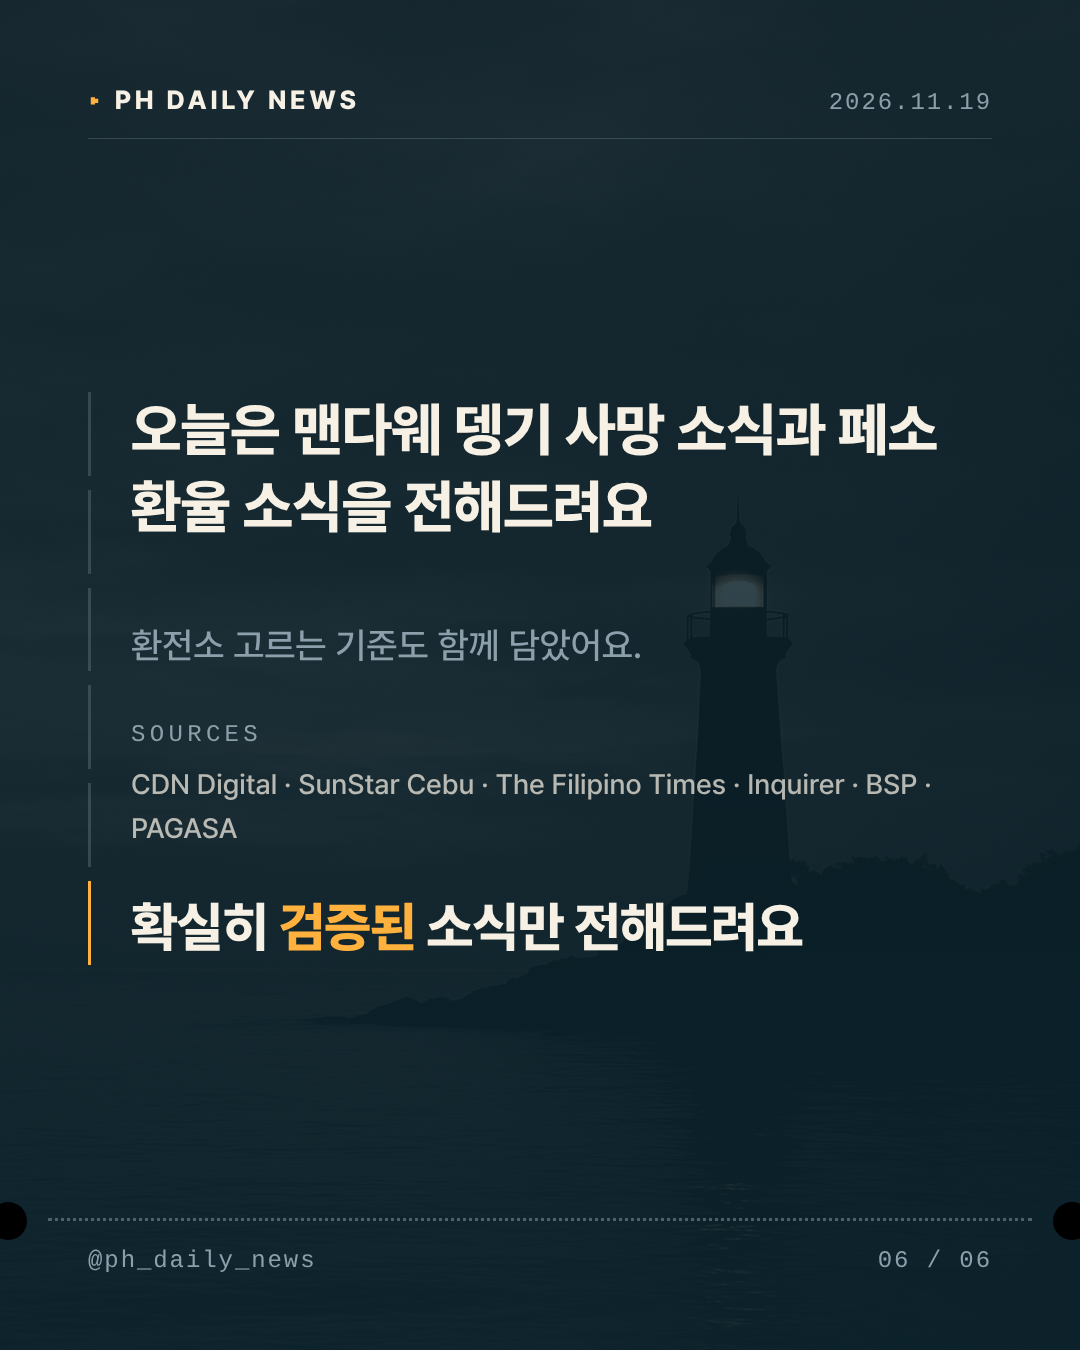 PH DAILY NEWS
2026.11.19
오늘은 맨다웨 뎅기 사망 소식과 페소
환율 소식을 전해드려요
환전소 고르는 기준도 함께 담았어요.
SOURCES
CDN Digital · SunStar Cebu · The Filipino Times · Inquirer · BSP ·
PAGASA
확실히 검증된 소식만 전해드려요
@ph_daily_news
06 / 06